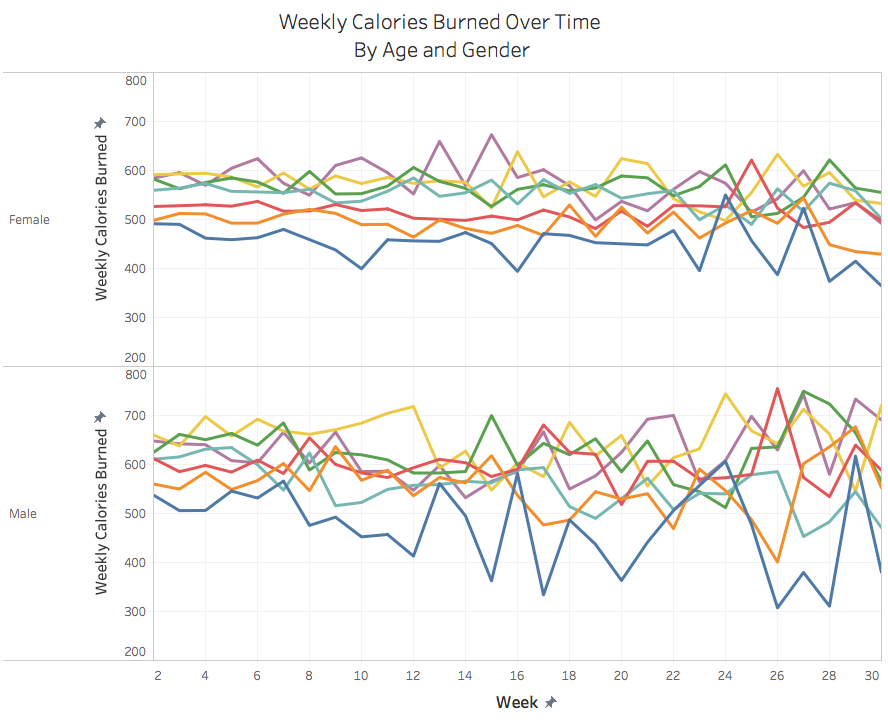 Weekly Calories Burned Over Time
By Age and Gender
Female
Weekly Calories Burned
800
700
600
500
400
300
200
Male
Weekly Calories Burned
800
700
600
500
400
300
200
2 4 6 8 10 12 14 16 18 20 22 24 26 28 30
Week